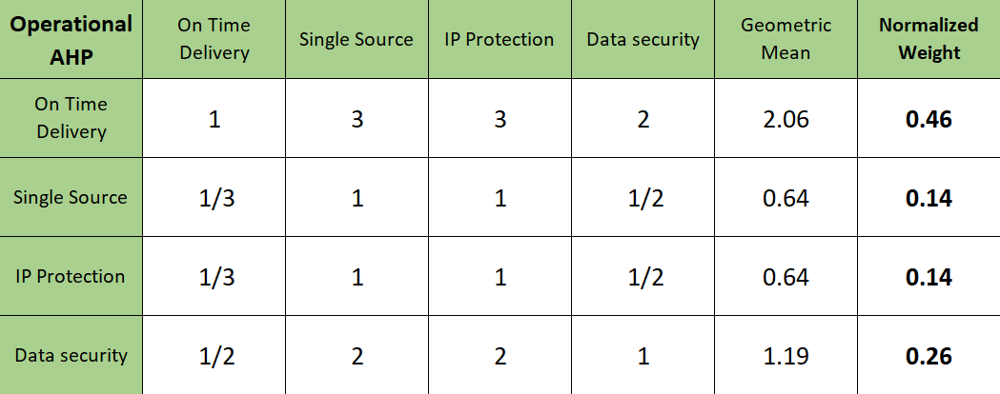 Operational AHP On Time Delivery Single Source IP Protection Data security Geometric Mean Normalized Weight
On Time Delivery 1 3 3 2 2.06 0.46
Single Source 1/3 1 1 1/2 0.64 0.14
IP Protection 1/3 1 1 1/2 0.64 0.14
Data security 1/2 2 2 1 1.19 0.26